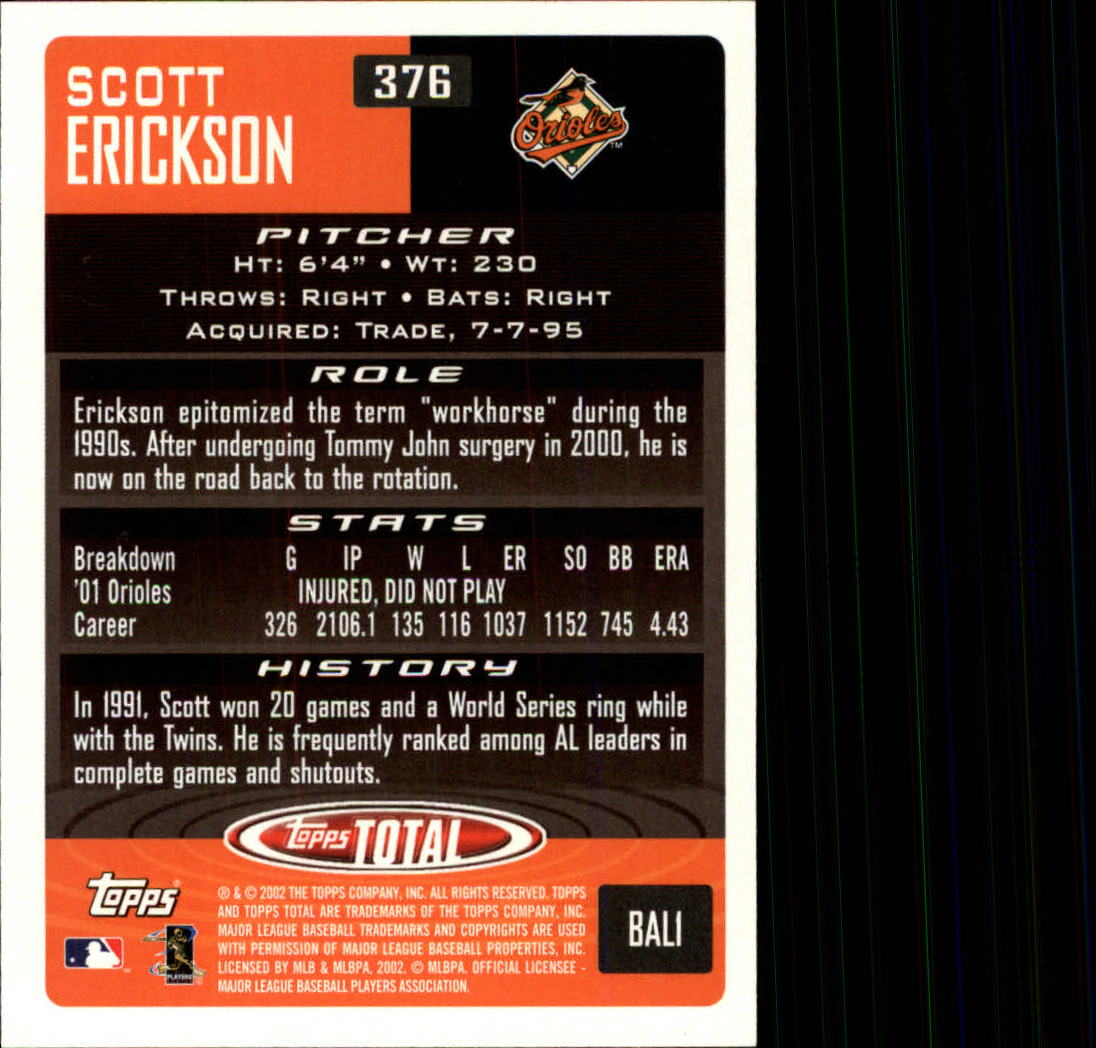 SCOTT
ERICKSON
376
Orioles™
PITCHER
HT: 6'4" • WT: 230
THROWS: RIGHT • BATS: RIGHT
ACQUIRED: TRADE, 7-7-95
ROLE
Erickson epitomized the term "workhorse" during the
1990s. After undergoing Tommy John surgery in 2000, he is
now on the road back to the rotation.
STATS
Breakdown G IP W L ER SO BB ERA
'01 Orioles INJURED, DID NOT PLAY
Career 326 2106.1 135 116 1037 1152 745 4.43
HISTORY
In 1991, Scott won 20 games and a World Series ring while
with the Twins. He is frequently ranked among AL leaders in
complete games and shutouts.
Topps TOTAL
Topps®
® & © 2002 THE TOPPS COMPANY, INC. ALL RIGHTS RESERVED. TOPPS
AND TOPPS TOTAL ARE TRADEMARKS OF THE TOPPS COMPANY, INC.
MAJOR LEAGUE BASEBALL TRADEMARKS AND COPYRIGHTS ARE USED
WITH PERMISSION OF MAJOR LEAGUE BASEBALL PROPERTIES, INC.
LICENSED BY MLB & MLBPA, 2002. © MLBPA. OFFICIAL LICENSEE -
MAJOR LEAGUE BASEBALL PLAYERS ASSOCIATION.
PLAYERS
BAL1